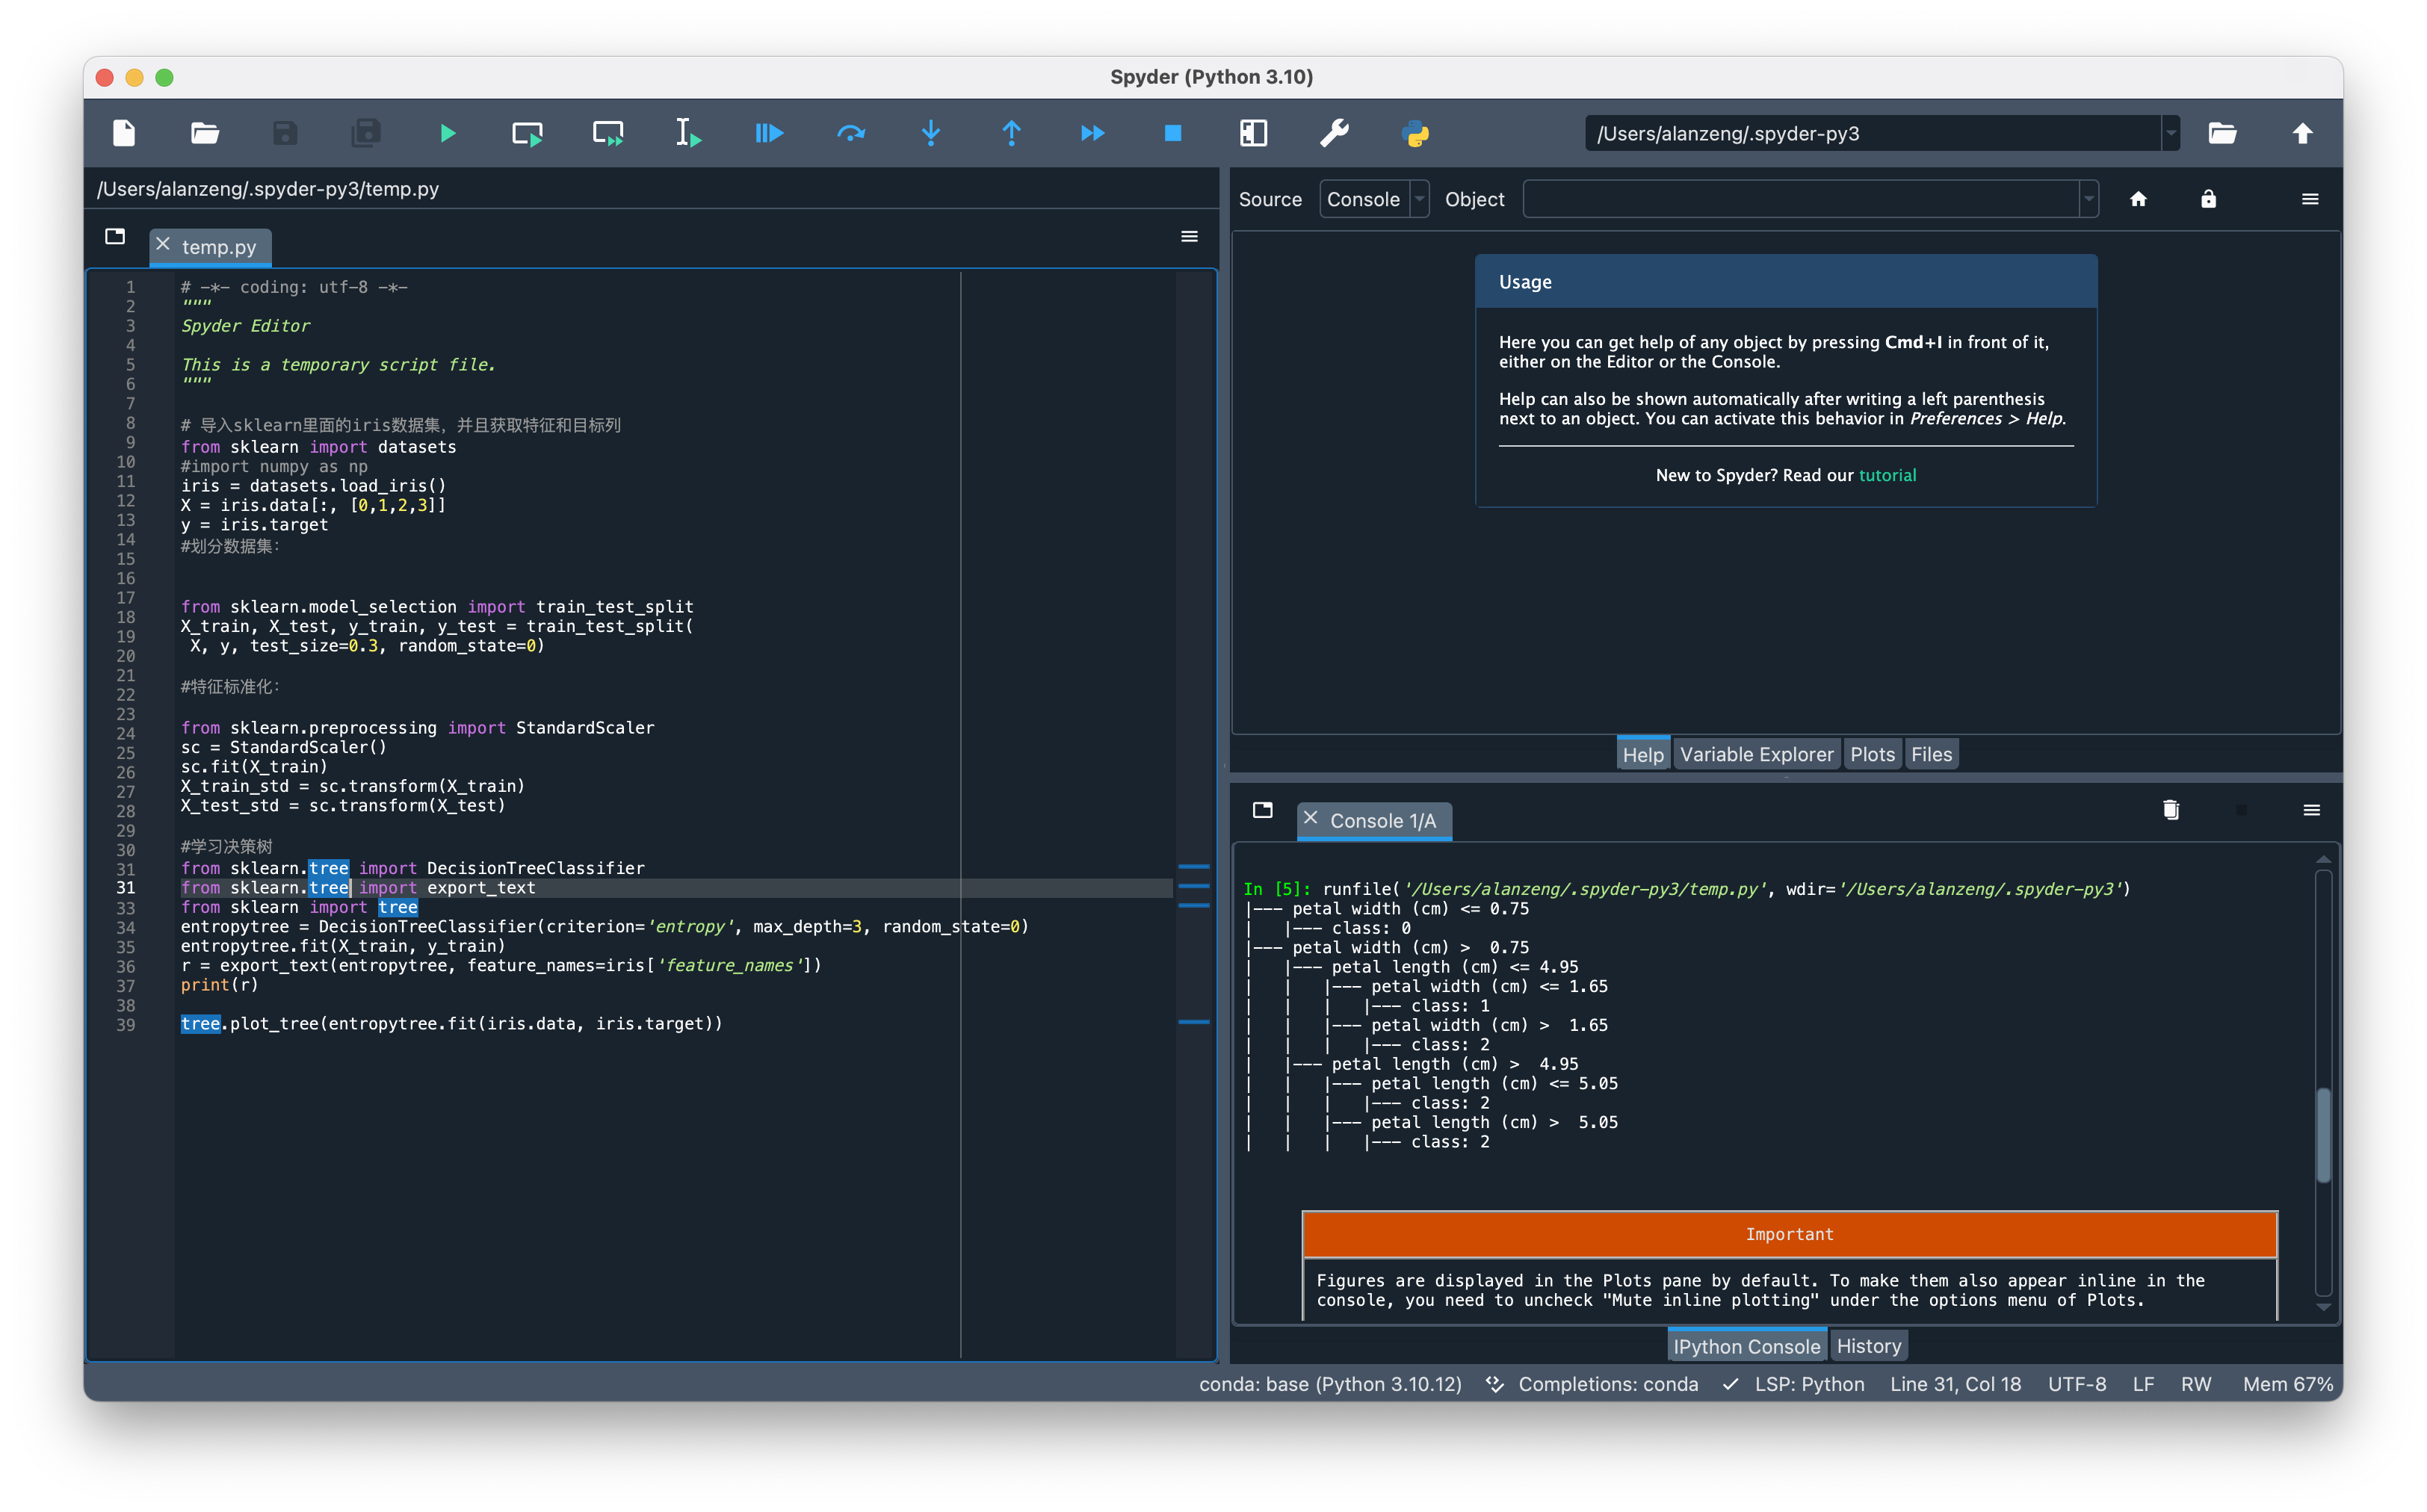 Spyder (Python 3.10)
/Users/alanzeng/.spyder-py3
/Users/alanzeng/.spyder-py3/temp.py
temp.py
1 # -*- coding: utf-8 -*-
2 """
3 Spyder Editor
4
5 This is a temporary script file.
6 """
7
8 # 导入sklearn里面的iris数据集，并且获取特征和目标列
9 from sklearn import datasets
10 #import numpy as np
11 iris = datasets.load_iris()
12 X = iris.data[:, [0,1,2,3]]
13 y = iris.target
14 #划分数据集：
15
16
17 from sklearn.model_selection import train_test_split
18 X_train, X_test, y_train, y_test = train_test_split(
19 X, y, test_size=0.3, random_state=0)
20
21
22 #特征标准化：
23
24 from sklearn.preprocessing import StandardScaler
25 sc = StandardScaler()
26 sc.fit(X_train)
27 X_train_std = sc.transform(X_train)
28 X_test_std = sc.transform(X_test)
29
30 #学习决策树
31 from sklearn.tree import DecisionTreeClassifier
31 from sklearn.tree import export_text
33 from sklearn import tree
34 entropytree = DecisionTreeClassifier(criterion='entropy', max_depth=3, random_state=0)
35 entropytree.fit(X_train, y_train)
36 r = export_text(entropytree, feature_names=iris['feature_names'])
37 print(r)
38
39 tree.plot_tree(entropytree.fit(iris.data, iris.target))
Source Console Object
Usage
Here you can get help of any object by pressing Cmd+I in front of it,
either on the Editor or the Console.
Help can also be shown automatically after writing a left parenthesis
next to an object. You can activate this behavior in Preferences > Help.
New to Spyder? Read our tutorial
Help Variable Explorer Plots Files
Console 1/A
In [5]: runfile('/Users/alanzeng/.spyder-py3/temp.py', wdir='/Users/alanzeng/.spyder-py3')
|--- petal width (cm) <= 0.75
|   |--- class: 0
|--- petal width (cm) >  0.75
|   |--- petal length (cm) <= 4.95
|   |   |--- petal width (cm) <= 1.65
|   |   |   |--- class: 1
|   |   |--- petal width (cm) >  1.65
|   |   |   |--- class: 2
|   |--- petal length (cm) >  4.95
|   |   |--- petal length (cm) <= 5.05
|   |   |   |--- class: 2
|   |   |--- petal length (cm) >  5.05
|   |   |   |--- class: 2
Important
Figures are displayed in the Plots pane by default. To make them also appear inline in the
console, you need to uncheck "Mute inline plotting" under the options menu of Plots.
IPython Console History
conda: base (Python 3.10.12) Completions: conda LSP: Python Line 31, Col 18 UTF-8 LF RW Mem 67%